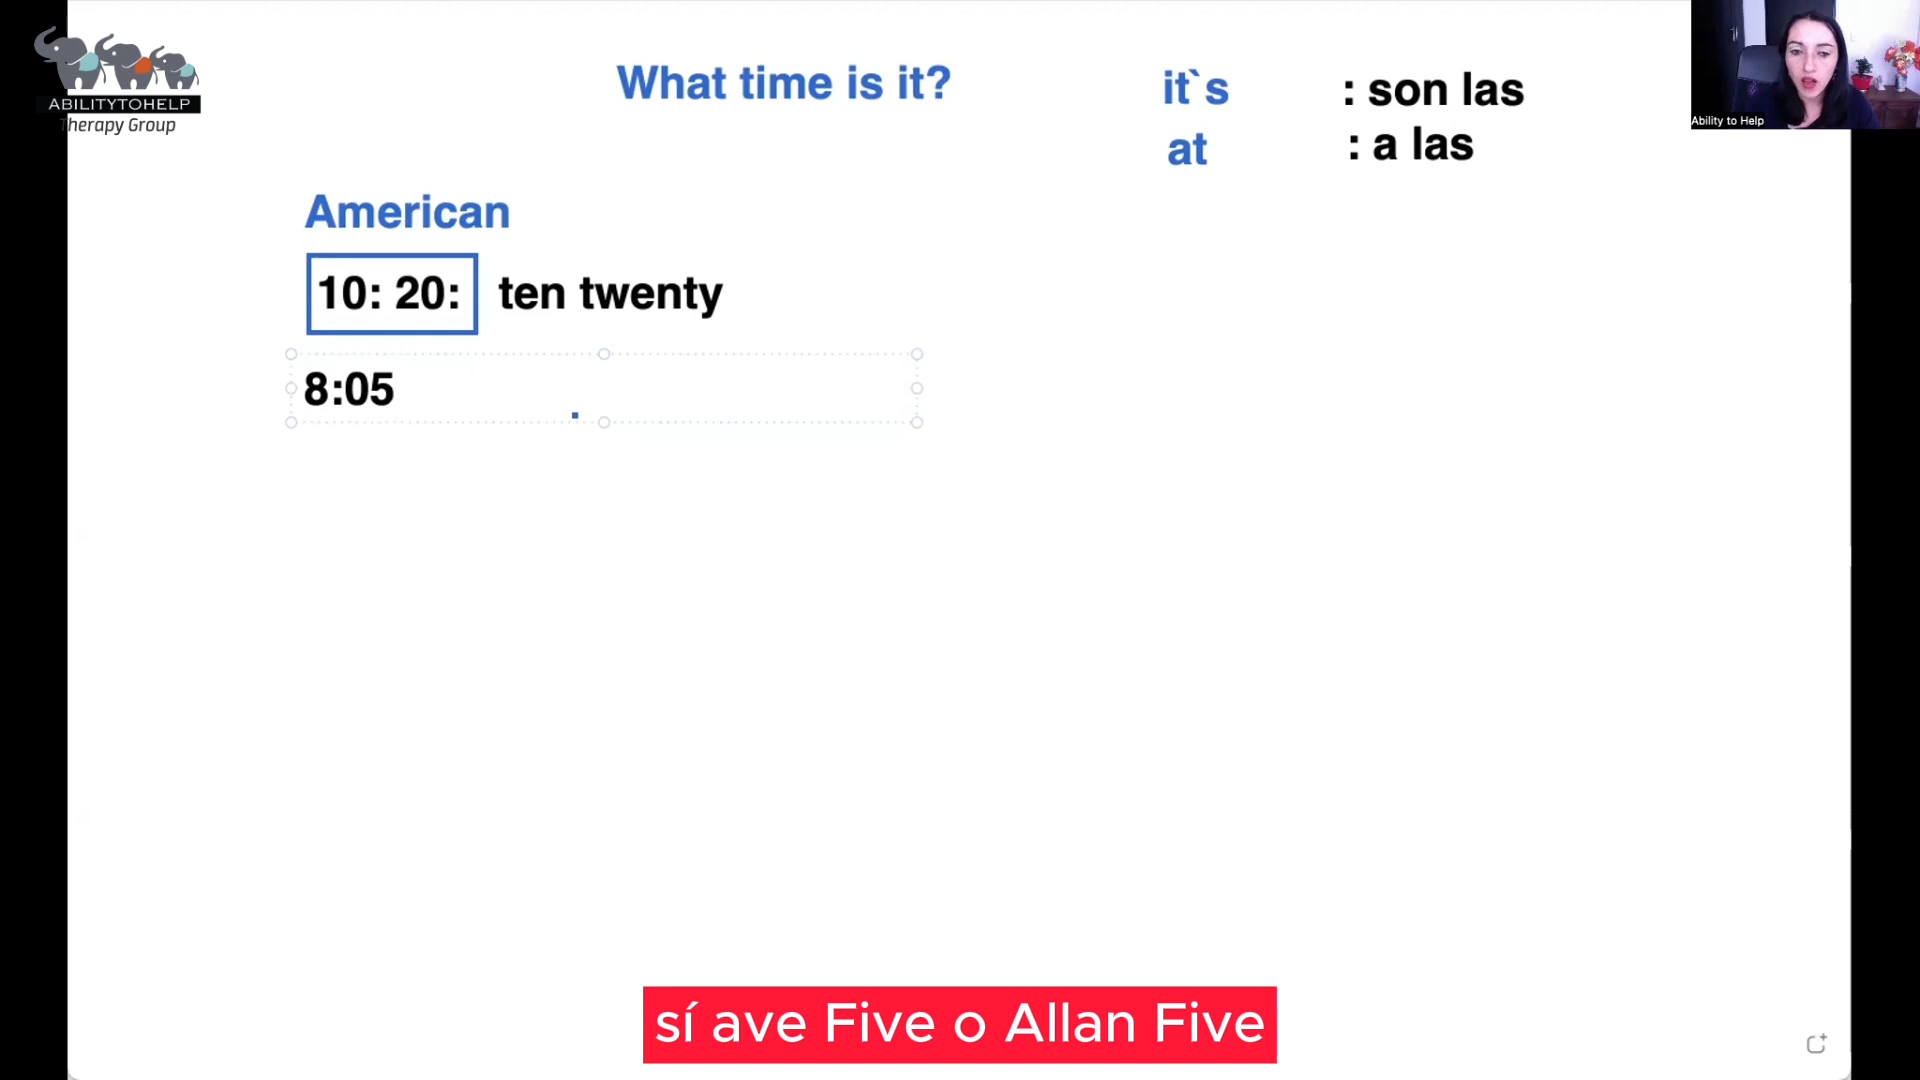 ABILITYTOHELP
Therapy Group
What time is it?
it`s : son las
at : a las
Ability to Help
American
10: 20: ten twenty
8:05
sí ave Five o Allan Five